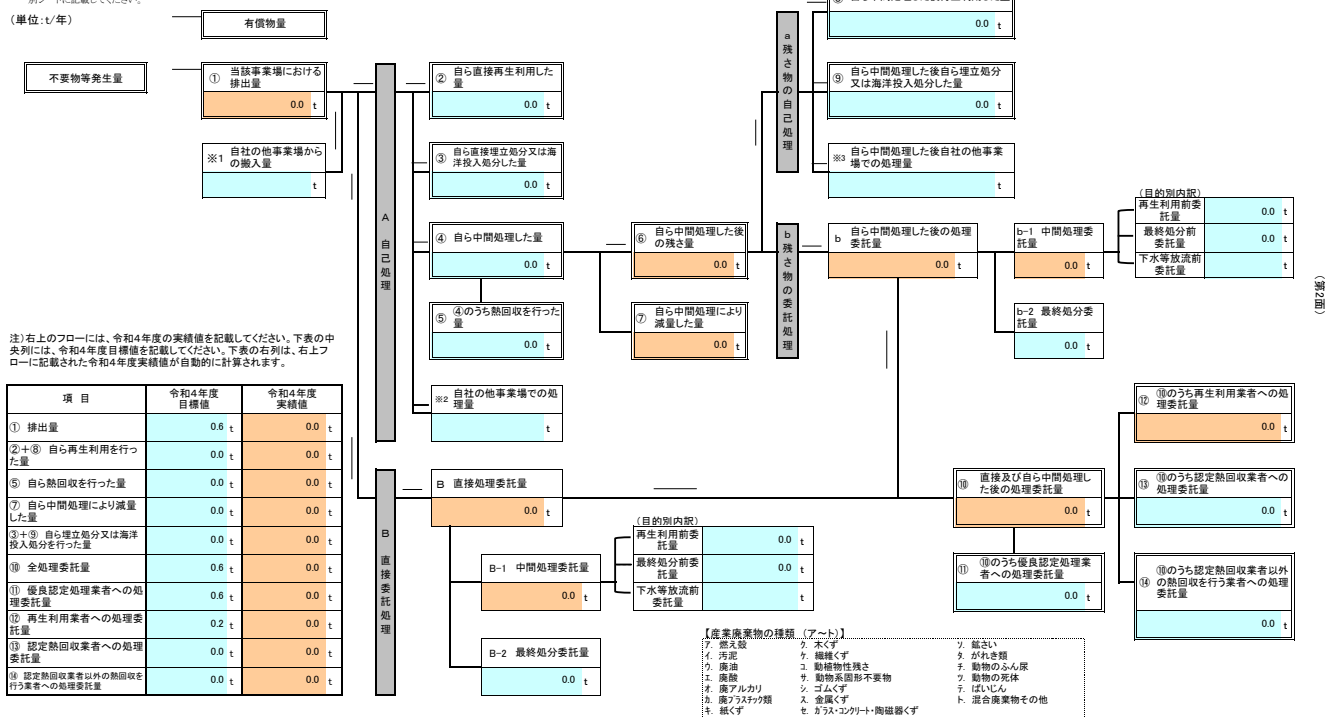 別シートに記載してください。
(単位:t/年)
有償物量
不要物等発生量
① 当該事業場における
排出量
0.0 t
※1 自社の他事業場から
の搬入量
t
A 自己処理
② 自ら直接再生利用した
量
0.0 t
③ 自ら直接埋立処分又は海
洋投入処分した量
0.0 t
④ 自ら中間処理した量
0.0 t
⑤ ④のうち熱回収を行った
量
0.0 t
※2 自社の他事業場での処
理量
t
⑥ 自ら中間処理した後
の残さ量
0.0 t
⑦ 自ら中間処理により
減量した量
0.0 t
a 残さ物の自己処理
0.0 t
⑨ 自ら中間処理した後自ら埋立処分
又は海洋投入処分した量
0.0 t
※3 自ら中間処理した後自社の他事業
場での処理量
t
b 残さ物の委託処理
b 自ら中間処理した後の処理
委託量
0.0 t
b-1 中間処理委
託量
0.0 t
b-2 最終処分委
託量
0.0 t
(目的別内訳)
再生利用前委
託量
0.0 t
最終処分前
委託量
0.0 t
下水等放流前
委託量
t
(第2面)
注)右上のフローには、令和4年度の実績値を記載してください。下表の中
央列には、令和4年度目標値を記載してください。下表の右列は、右上フ
ローに記載された令和4年度実績値が自動的に計算されます。
項 目 令和4年度 令和4年度
目標値 実績値
① 排出量 0.6 t 0.0 t
②+⑧ 自ら再生利用を行っ
た量 0.0 t 0.0 t
⑤ 自ら熱回収を行った量 0.0 t 0.0 t
⑦ 自ら中間処理により減量
した量 0.0 t 0.0 t
③+⑨ 自ら埋立処分又は海洋
投入処分を行った量 0.0 t 0.0 t
⑩ 全処理委託量 0.6 t 0.0 t
⑪ 優良認定処理業者への処
理委託量 0.6 t 0.0 t
⑫ 再生利用業者への処理委
託量 0.2 t 0.0 t
⑬ 認定熱回収業者への処理
委託量 0.0 t 0.0 t
⑭ 認定熱回収業者以外の熱回収を
行う業者への処理委託量 0.0 t 0.0 t
B 直接委託処理
B 直接処理委託量
0.0 t
B-1 中間処理委託量
0.0 t
B-2 最終処分委託量
0.0 t
(目的別内訳)
再生利用前委
託量
0.0 t
最終処分前委
託量
0.0 t
下水等放流前
委託量
t
⑩ 直接及び自ら中間処理し
た後の処理委託量
0.0 t
⑪ ⑩のうち優良認定処理業
者への処理委託量
0.0 t
⑫ ⑩のうち再生利用業者への処
理委託量
0.0 t
⑬ ⑩のうち認定熱回収業者への
処理委託量
0.0 t
⑭ ⑩のうち認定熱回収業者以外
の熱回収を行う業者への処理
委託量
0.0 t
【産業廃棄物の種類 (ア~ト)】
ア. 燃え殻 ク. 木くず ソ. 鉱さい
イ. 汚泥 ケ. 繊維くず タ. がれき類
ウ. 廃油 コ. 動植物性残さ チ. 動物のふん尿
エ. 廃酸 サ. 動物系固形不要物 ツ. 動物の死体
オ. 廃アルカリ シ. ゴムくず テ. ばいじん
カ. 廃プラスチック類 ス. 金属くず ト. 混合廃棄物その他
キ. 紙くず セ. ガラス・コンクリート・陶磁器くず